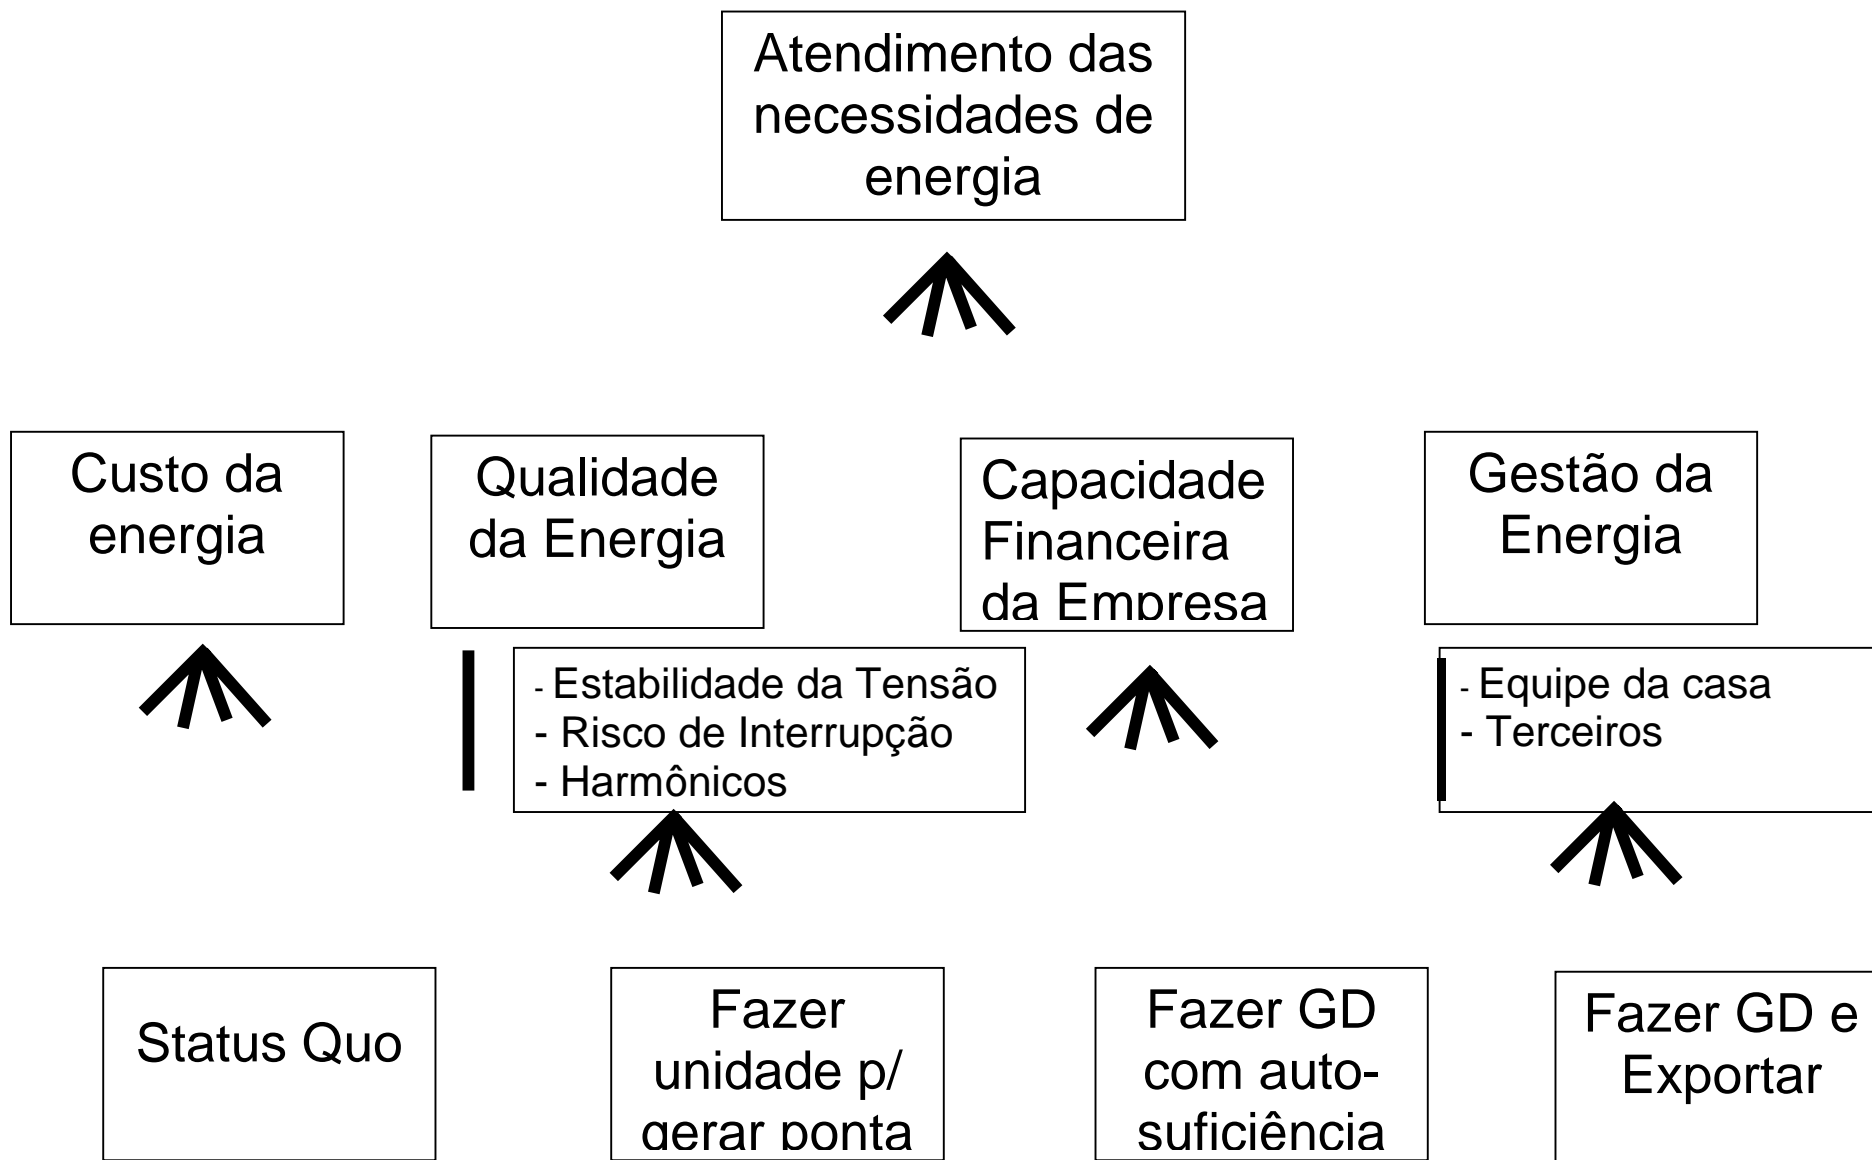 Atendimento das
necessidades de
energia
Custo da
energia
Qualidade
da Energia
Capacidade
Financeira
da Empresa
Gestão da
Energia
- Estabilidade da Tensão
- Risco de Interrupção
- Harmônicos
- Equipe da casa
- Terceiros
Status Quo
Fazer
unidade p/
gerar ponta
Fazer GD
com auto-
suficiência
Fazer GD e
Exportar